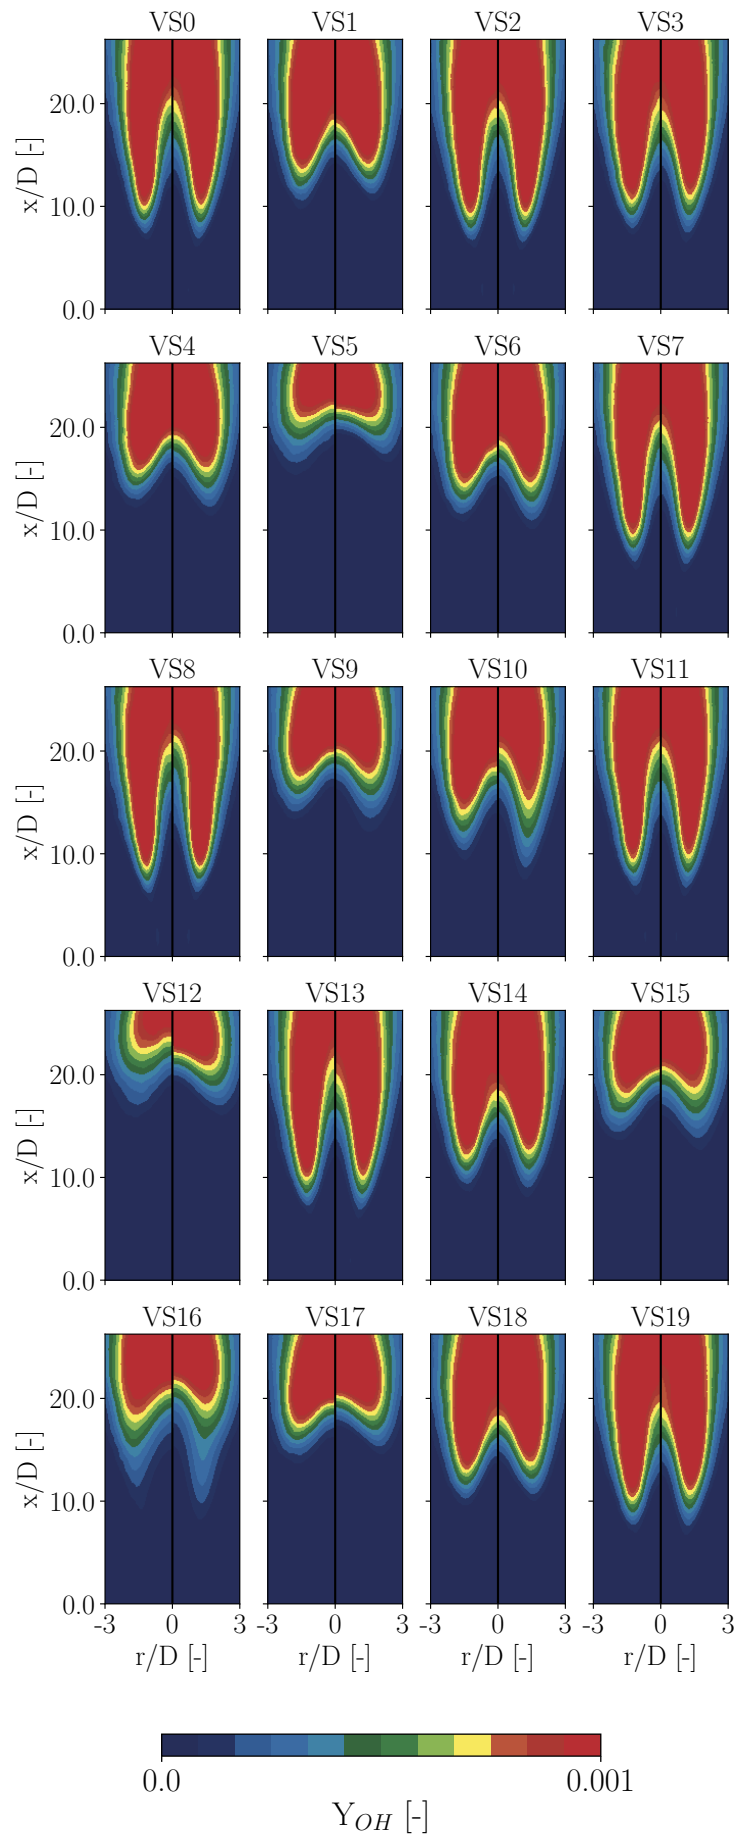 VS0 VS1 VS2 VS3
20.0
x/D [-]
10.0
0.0
VS4 VS5 VS6 VS7
20.0
x/D [-]
10.0
0.0
VS8 VS9 VS10 VS11
20.0
x/D [-]
10.0
0.0
VS12 VS13 VS14 VS15
20.0
x/D [-]
10.0
0.0
VS16 VS17 VS18 VS19
20.0
x/D [-]
10.0
0.0
-3 0 3 -3 0 3 -3 0 3 -3 0 3
r/D [-] r/D [-] r/D [-] r/D [-]
0.0 0.001
Y_{OH} [-]